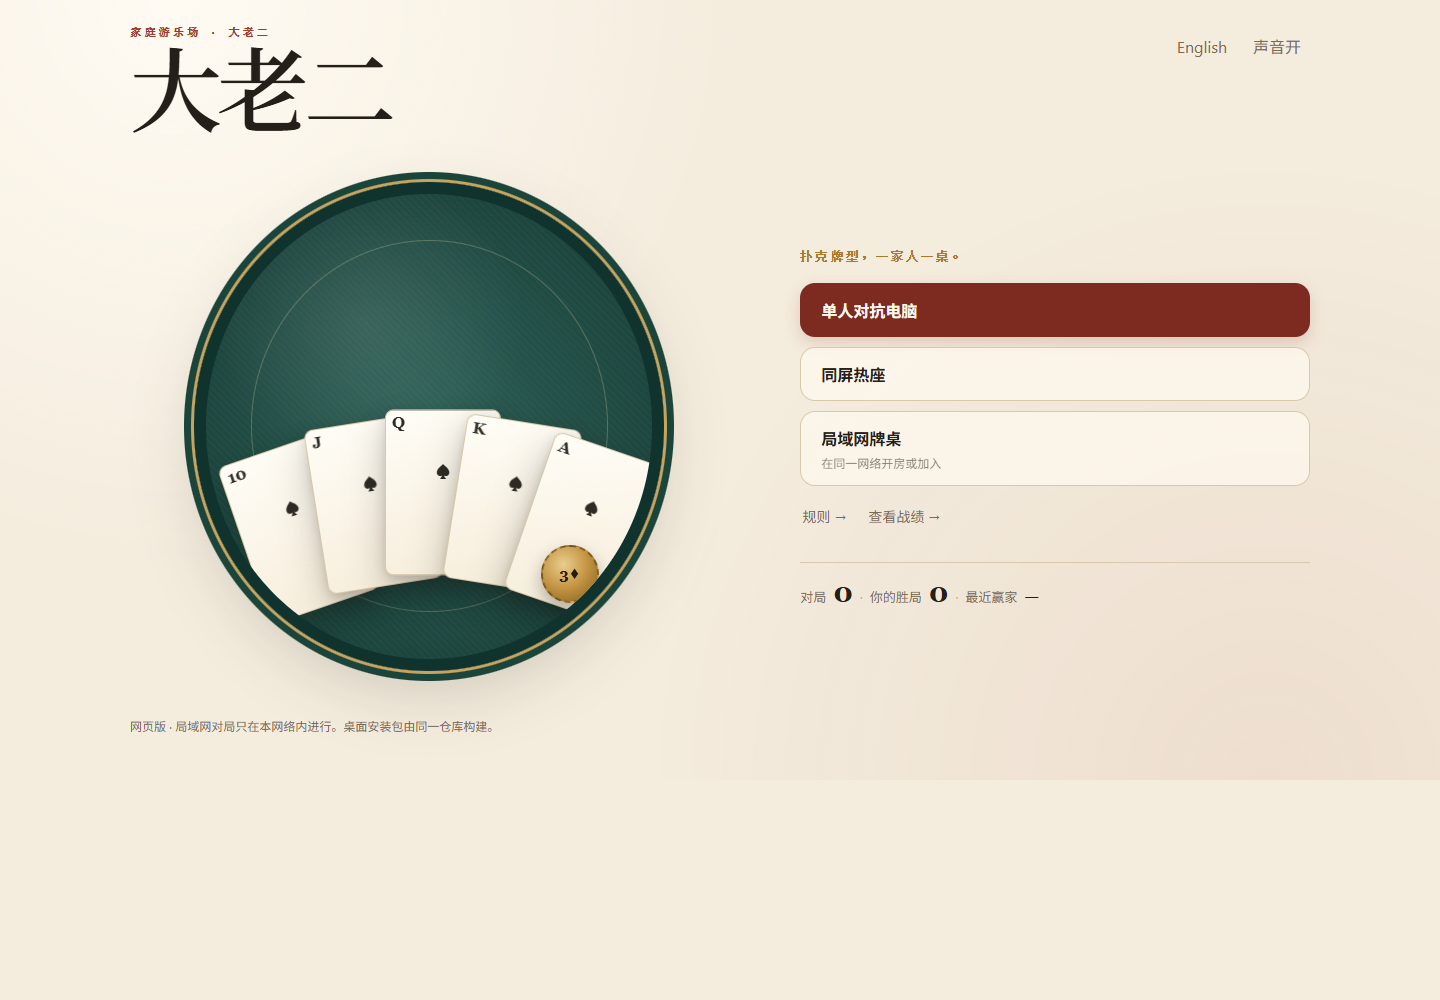 家庭游乐场 · 大老二
大老二
English 声音开
10 ♠
J ♠
Q ♠
K ♠
A ♠
3♦
扑克牌型，一家人一桌。
单人对抗电脑
同屏热座
局域网牌桌
在同一网络开房或加入
规则 → 查看战绩 →
对局 0 · 你的胜局 0 · 最近赢家 —
网页版 · 局域网对局只在本网络内进行。桌面安装包由同一仓库构建。